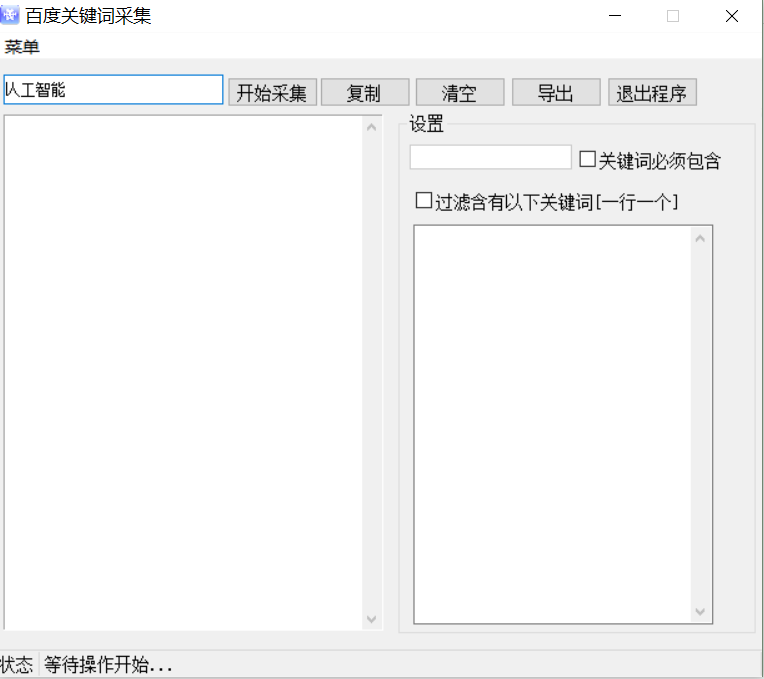 百度关键词采集
菜单
人工智能
开始采集 复制 清空 导出 退出程序
设置
关键词必须包含
过滤含有以下关键词[一行一个]
状态 等待操作开始...